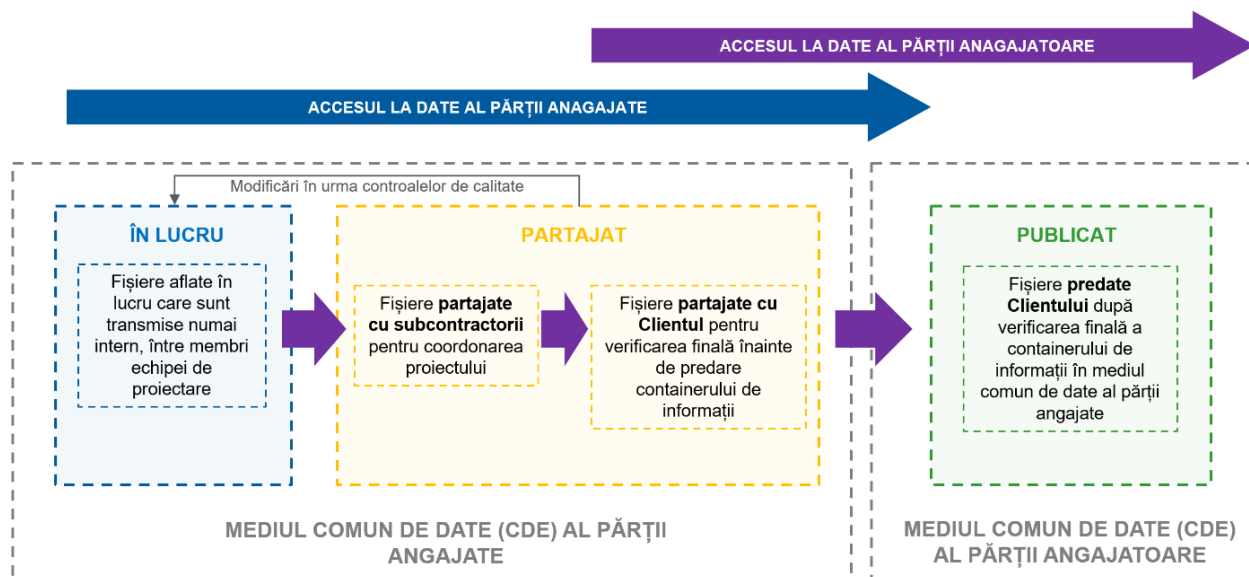 ACCESUL LA DATE AL PĂRȚII ANAGAJATOARE
ACCESUL LA DATE AL PĂRȚII ANAGAJATE
Modificări în urma controalelor de calitate
ÎN LUCRU
Fișiere aflate în
lucru care sunt
transmise numai
intern, între membri
echipei de
proiectare
PARTAJAT
Fișiere partajate
cu subcontractorii
pentru coordonarea
proiectului
Fișiere partajate cu
Clientul pentru
verificarea finală înainte
de predare
containerului de
informații
PUBLICAT
Fișiere predate
Clientului după
verificarea finală a
containerului de
informații în mediul
comun de date al părții
angajate
MEDIUL COMUN DE DATE (CDE) AL PĂRȚII
ANGAJATE
MEDIUL COMUN DE DATE (CDE)
AL PĂRȚII ANGAJATOARE